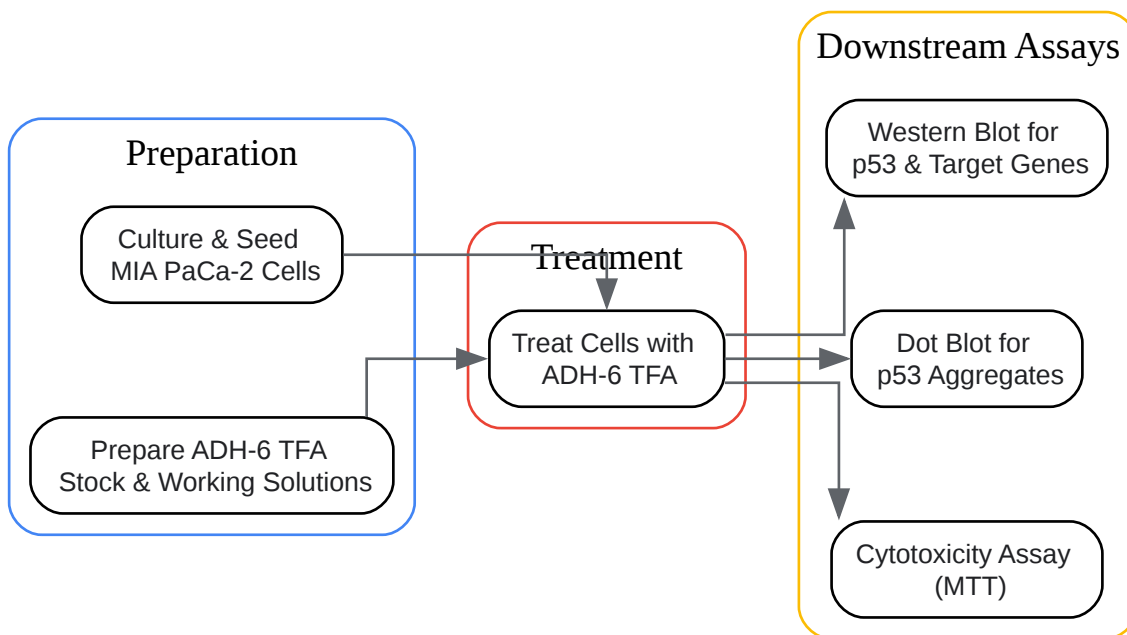 Preparation
Culture & Seed
MIA PaCa-2 Cells
Prepare ADH-6 TFA
Stock & Working Solutions
Treatment
Treat Cells with
ADH-6 TFA
Downstream Assays
Western Blot for
p53 & Target Genes
Dot Blot for
p53 Aggregates
Cytotoxicity Assay
(MTT)